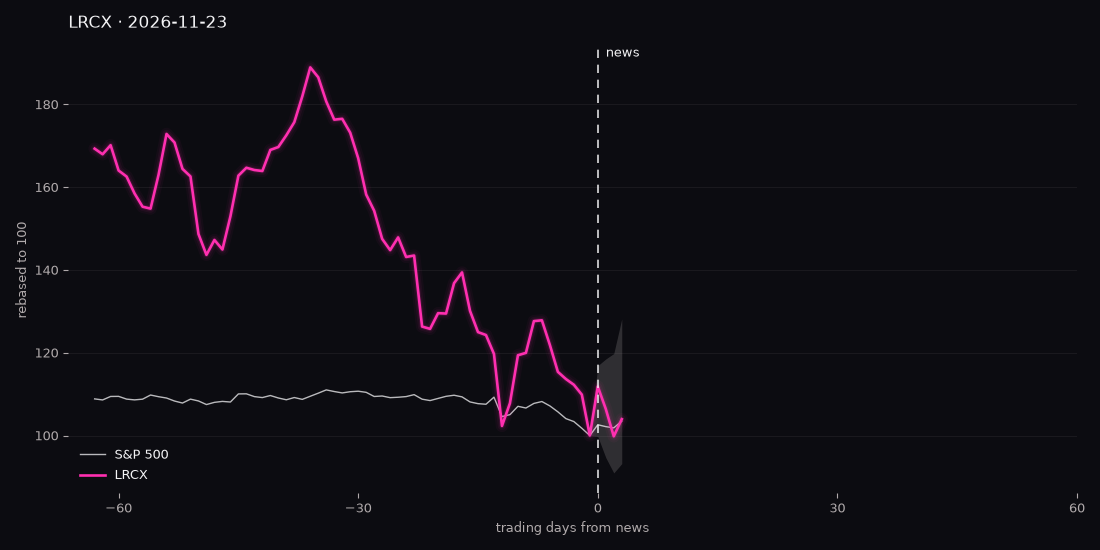 LRCX · 2026-11-23
news
180
160
140
120
100
rebased to 100
S&P 500
LRCX
−60
−30
0
30
60
trading days from news